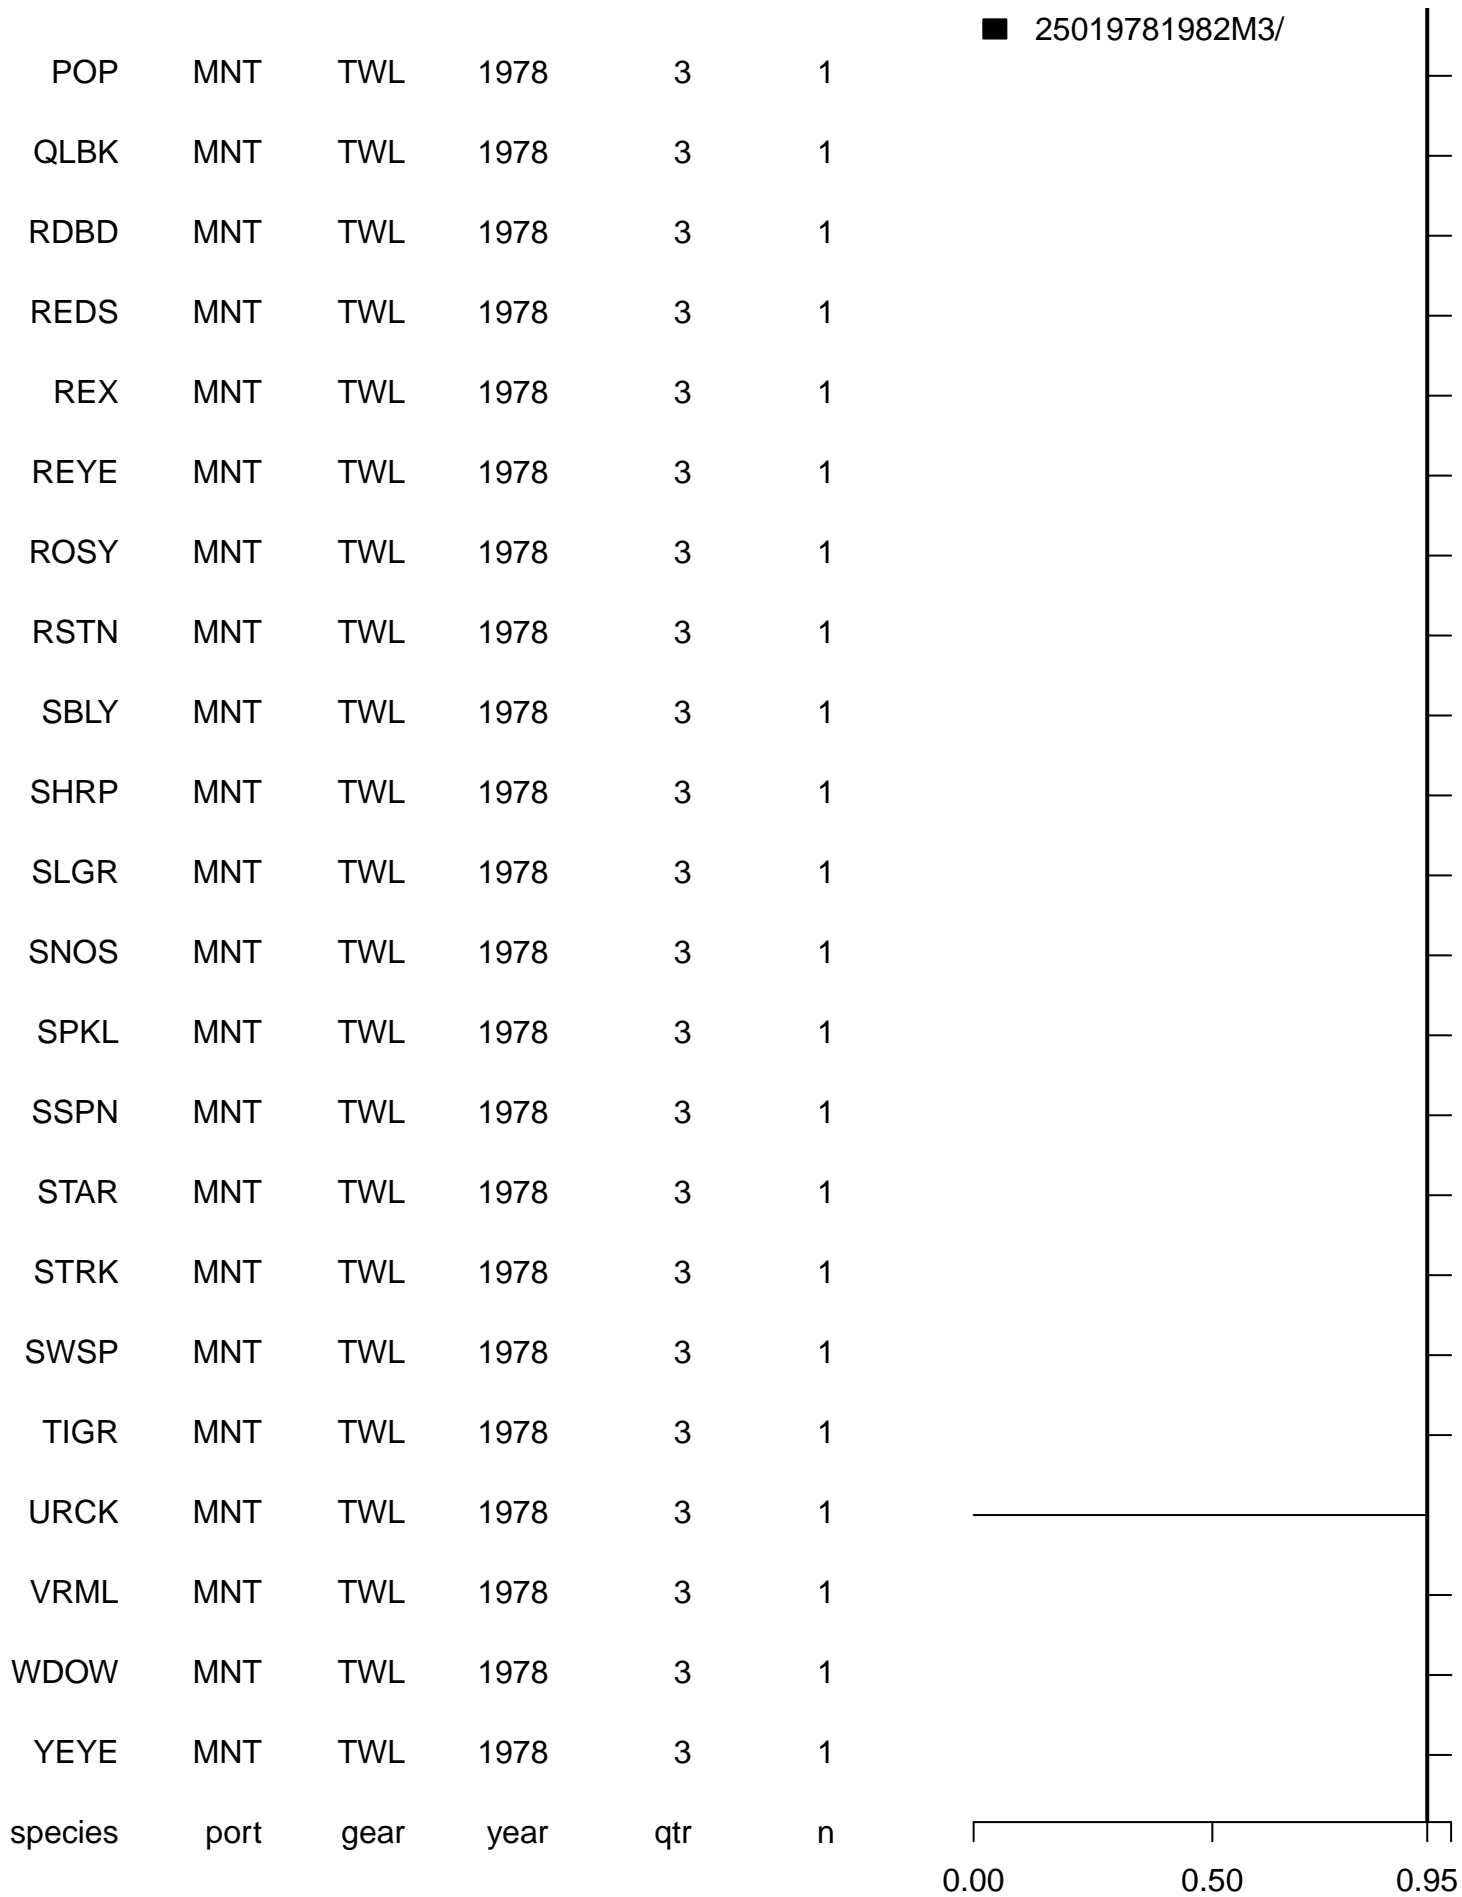 25019781982M3/
POP MNT TWL 1978 3 1
QLBK MNT TWL 1978 3 1
RDBD MNT TWL 1978 3 1
REDS MNT TWL 1978 3 1
REX MNT TWL 1978 3 1
REYE MNT TWL 1978 3 1
ROSY MNT TWL 1978 3 1
RSTN MNT TWL 1978 3 1
SBLY MNT TWL 1978 3 1
SHRP MNT TWL 1978 3 1
SLGR MNT TWL 1978 3 1
SNOS MNT TWL 1978 3 1
SPKL MNT TWL 1978 3 1
SSPN MNT TWL 1978 3 1
STAR MNT TWL 1978 3 1
STRK MNT TWL 1978 3 1
SWSP MNT TWL 1978 3 1
TIGR MNT TWL 1978 3 1
URCK MNT TWL 1978 3 1
VRML MNT TWL 1978 3 1
WDOW MNT TWL 1978 3 1
YEYE MNT TWL 1978 3 1
species port gear year qtr n
0.00 0.50 0.95